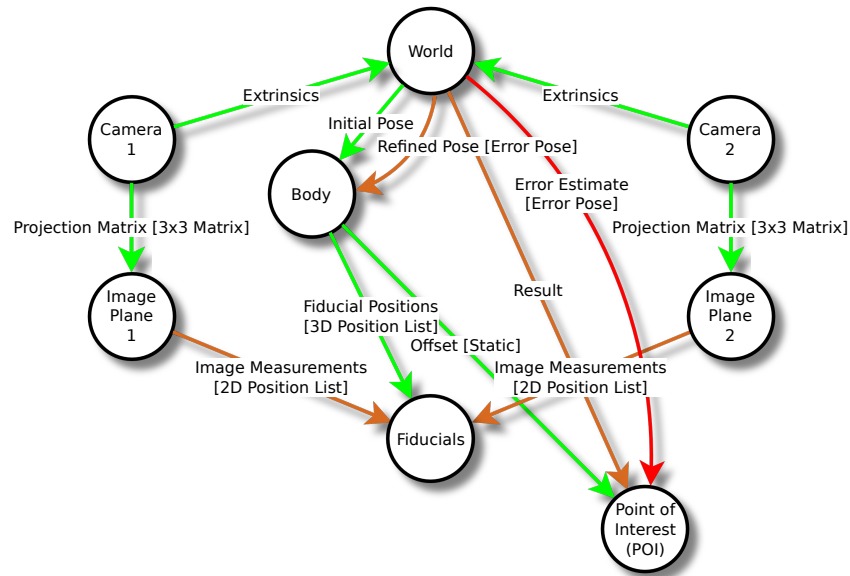 World
Extrinsics
Extrinsics
Camera
1
Camera
2
Initial Pose
Refined Pose [Error Pose]
Body
Error Estimate
[Error Pose]
Projection Matrix [3x3 Matrix]
Projection Matrix [3x3 Matrix]
Image
Plane
1
Image
Plane
2
Result
Fiducial Positions
[3D Position List]
Offset [Static]
Image Measurements
[2D Position List]
Image Measurements
[2D Position List]
Fiducials
Point of
Interest
(POI)